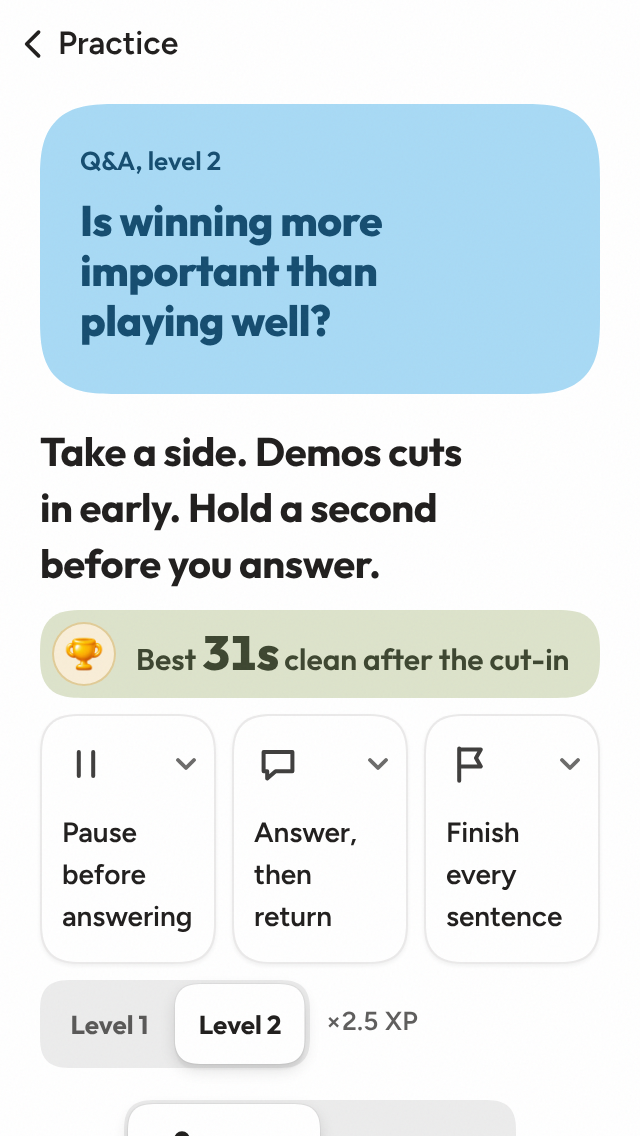 Practice
Q&A, level 2
Is winning more
important than
playing well?
Take a side. Demos cuts
in early. Hold a second
before you answer.
Best 31s clean after the cut-in
Pause
before
answering
Answer,
then
return
Finish
every
sentence
Level 1
Level 2
×2.5 XP